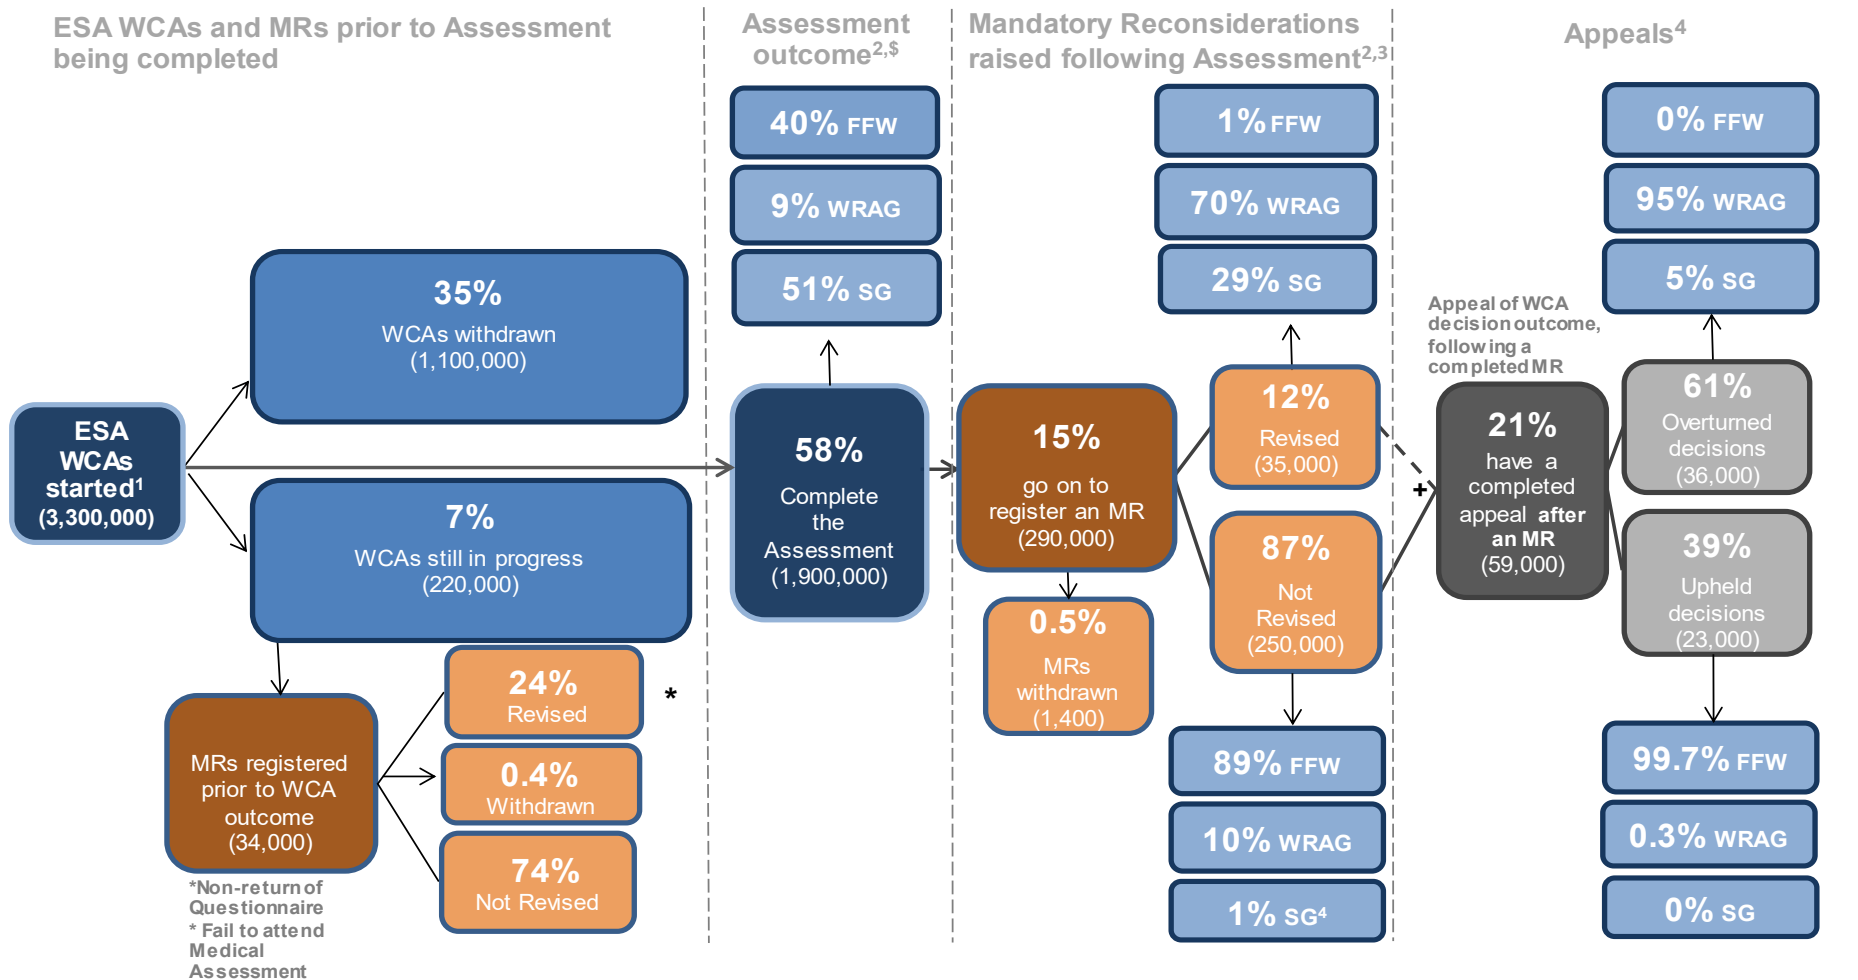 ESA WCAs and MRs prior to Assessment
being completed
Assessment
outcome2,$
Mandatory Reconsiderations
raised following Assessment2,3
Appeals4
ESA
WCAs
started1
(3,300,000)
35%
WCAs withdrawn
(1,100,000)
7%
WCAs still in progress
(220,000)
MRs registered
prior to WCA
outcome
(34,000)
24%
Revised
*
0.4%
Withdrawn
74%
Not Revised
*Non-return of
Questionnaire
* Fail to attend
Medical
Assessment
40% FFW
9% WRAG
51% SG
58%
Complete
the
Assessment
(1,900,000)
15%
go on to
register an MR
(290,000)
0.5%
MRs
withdrawn
(1,400)
1% FFW
70% WRAG
29% SG
12%
Revised
(35,000)
87%
Not
Revised
(250,000)
89% FFW
10% WRAG
1% SG4
+
Appeal of WCA
decision outcome,
following a
completed MR
21%
have a
completed
appeal after
an MR
(59,000)
0% FFW
95% WRAG
5% SG
61%
Overturned
decisions
(36,000)
39%
Upheld
decisions
(23,000)
99.7% FFW
0.3% WRAG
0% SG